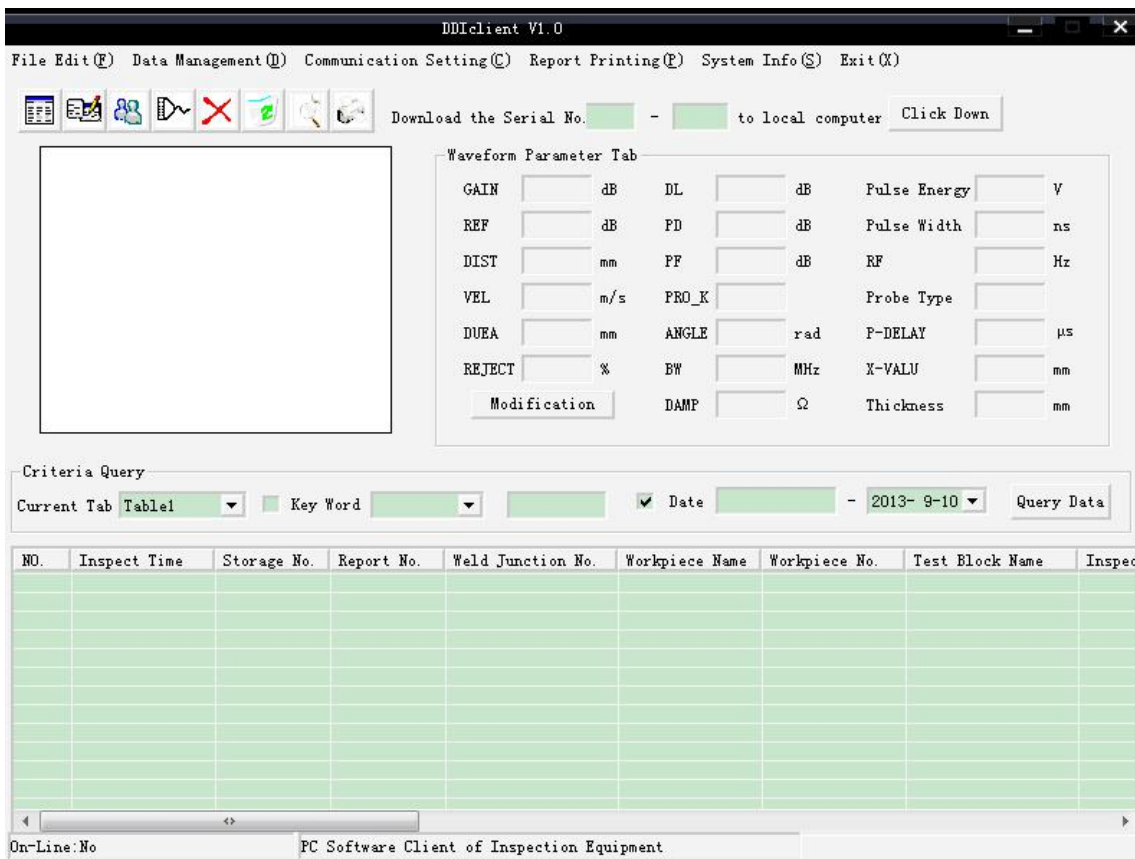 DDIclient V1.0
File Edit(F) Data Management(D) Communication Setting(C) Report Printing(P) System Info(S) Exit(X)
Download the Serial No. - to local computer Click Down
Waveform Parameter Tab
GAIN dB DL dB Pulse Energy V
REF dB PD dB Pulse Width ns
DIST mm PF dB RF Hz
VEL m/s PRO_K Probe Type
DUEA mm ANGLE rad P-DELAY μs
REJECT % BW MHz X-VALU mm
Modification DAMP Ω Thickness mm
Criteria Query
Current Tab Table1 Key Word Date - 2013- 9-10 Query Data
NO. Inspect Time Storage No. Report No. Weld Junction No. Workpiece Name Workpiece No. Test Block Name Inspec
On-Line:No PC Software Client of Inspection Equipment